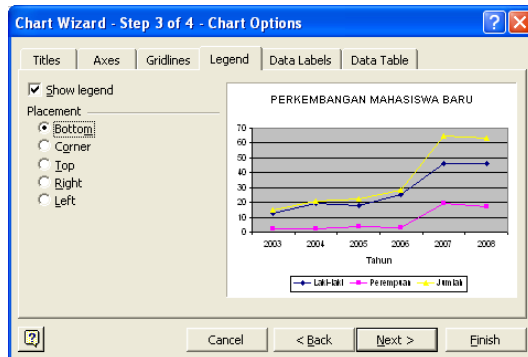 Chart Wizard - Step 3 of 4 - Chart Options
Titles Axes Gridlines Legend Data Labels Data Table
Show legend
Placement
Bottom
Corner
Top
Right
Left
PERKEMBANGAN MAHASISWA BARU
70
60
50
40
30
20
10
0
2003 2004 2005 2006 2007 2008
Tahun
Laki-laki Perempuan Jumlah
? Cancel < Back Next > Finish